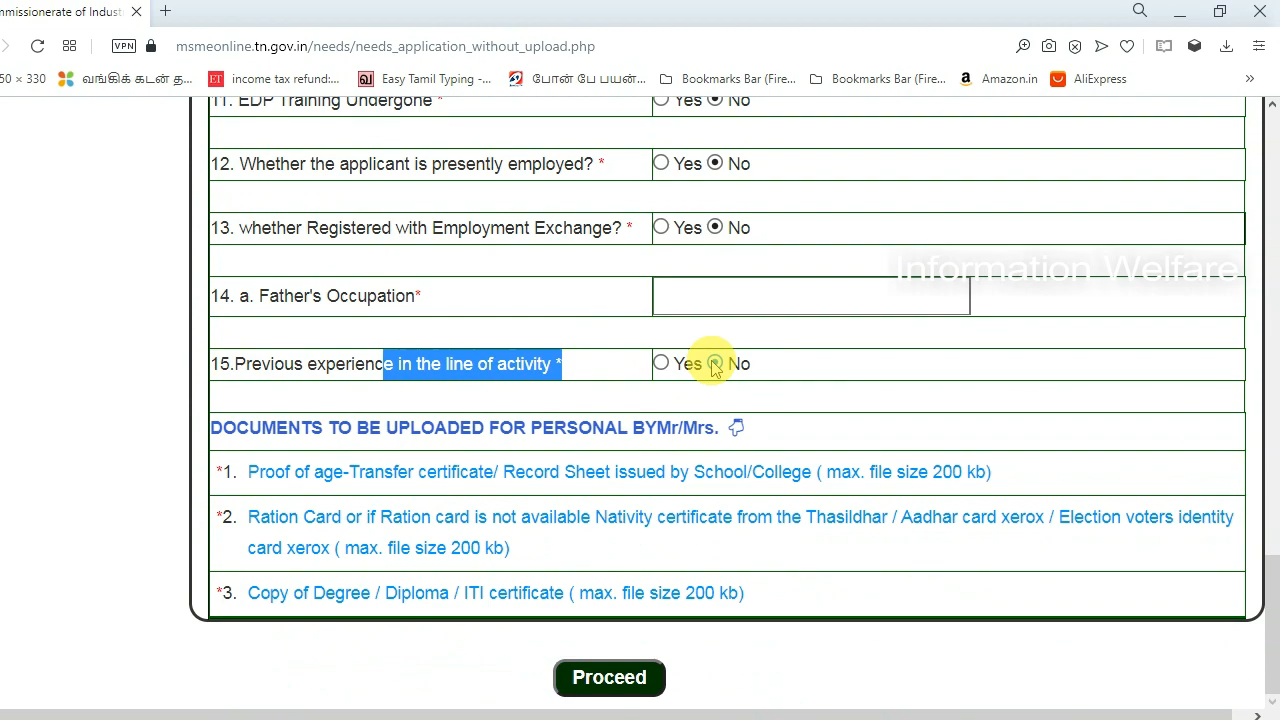 mmissionerate of Indust
VPN msmeonline.tn.gov.in/needs/needs_application_without_upload.php
50 × 330 வங்கிக் கடன் த... ET income tax refund:... Easy Tamil Typing -... போன் பே பயன்... Bookmarks Bar (Fire... Bookmarks Bar (Fire... a Amazon.in AliExpress
11. EDP Training Undergone * Yes No
12. Whether the applicant is presently employed? * Yes No
13. whether Registered with Employment Exchange? * Yes No
Information Welfare
14. a. Father's Occupation*
15.Previous experience in the line of activity * Yes No
DOCUMENTS TO BE UPLOADED FOR PERSONAL BYMr/Mrs.
*1. Proof of age-Transfer certificate/ Record Sheet issued by School/College ( max. file size 200 kb)
*2. Ration Card or if Ration card is not available Nativity certificate from the Thasildhar / Aadhar card xerox / Election voters identity
card xerox ( max. file size 200 kb)
*3. Copy of Degree / Diploma / ITI certificate ( max. file size 200 kb)
Proceed